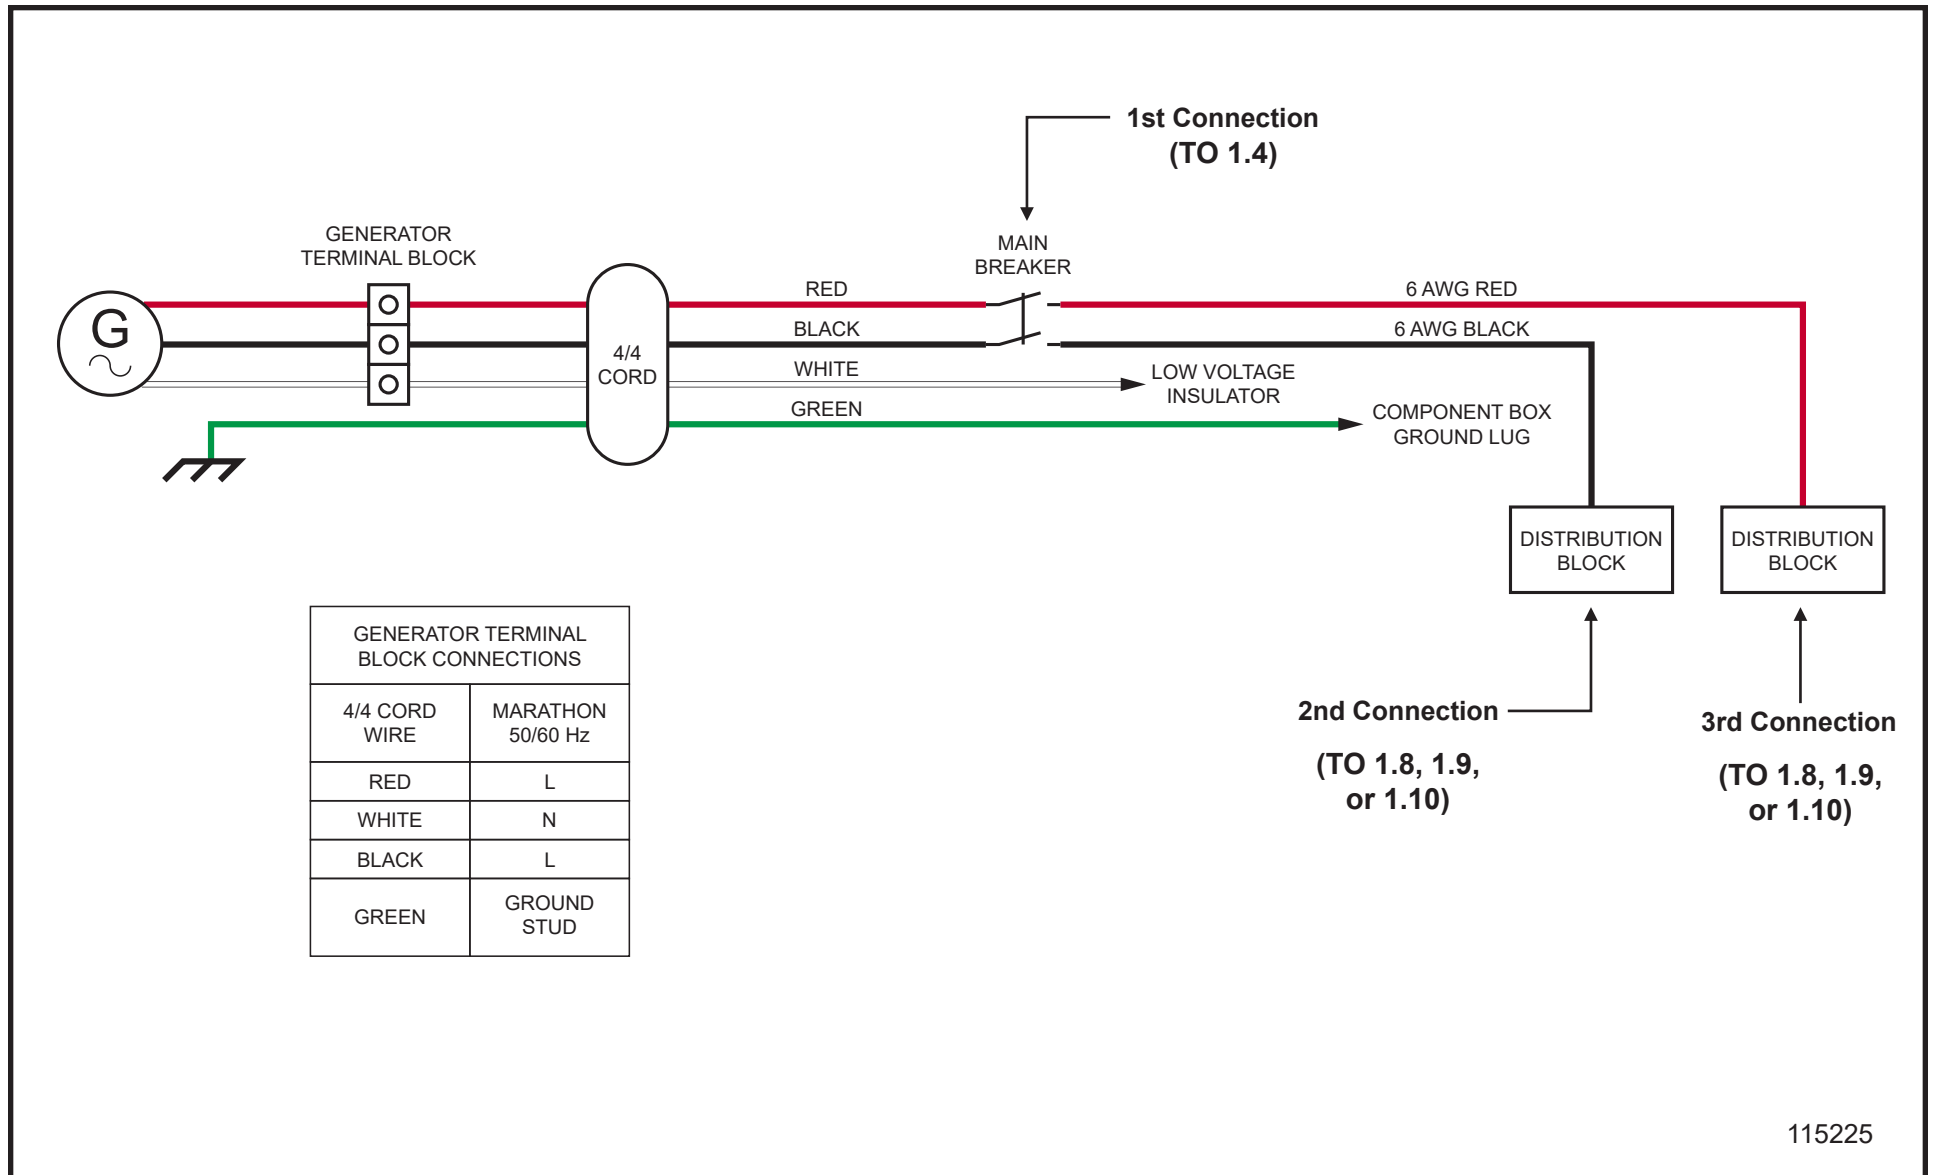 1st Connection
(TO 1.4)
GENERATOR
TERMINAL BLOCK
MAIN
BREAKER
G
RED
6 AWG RED
BLACK
6 AWG BLACK
4/4
CORD
WHITE
LOW VOLTAGE
INSULATOR
GREEN
COMPONENT BOX
GROUND LUG
DISTRIBUTION
BLOCK
DISTRIBUTION
BLOCK
GENERATOR TERMINAL
BLOCK CONNECTIONS
4/4 CORD
WIRE
MARATHON
50/60 Hz
RED
L
WHITE
N
BLACK
L
GREEN
GROUND
STUD
2nd Connection
(TO 1.8, 1.9,
or 1.10)
3rd Connection
(TO 1.8, 1.9,
or 1.10)
115225